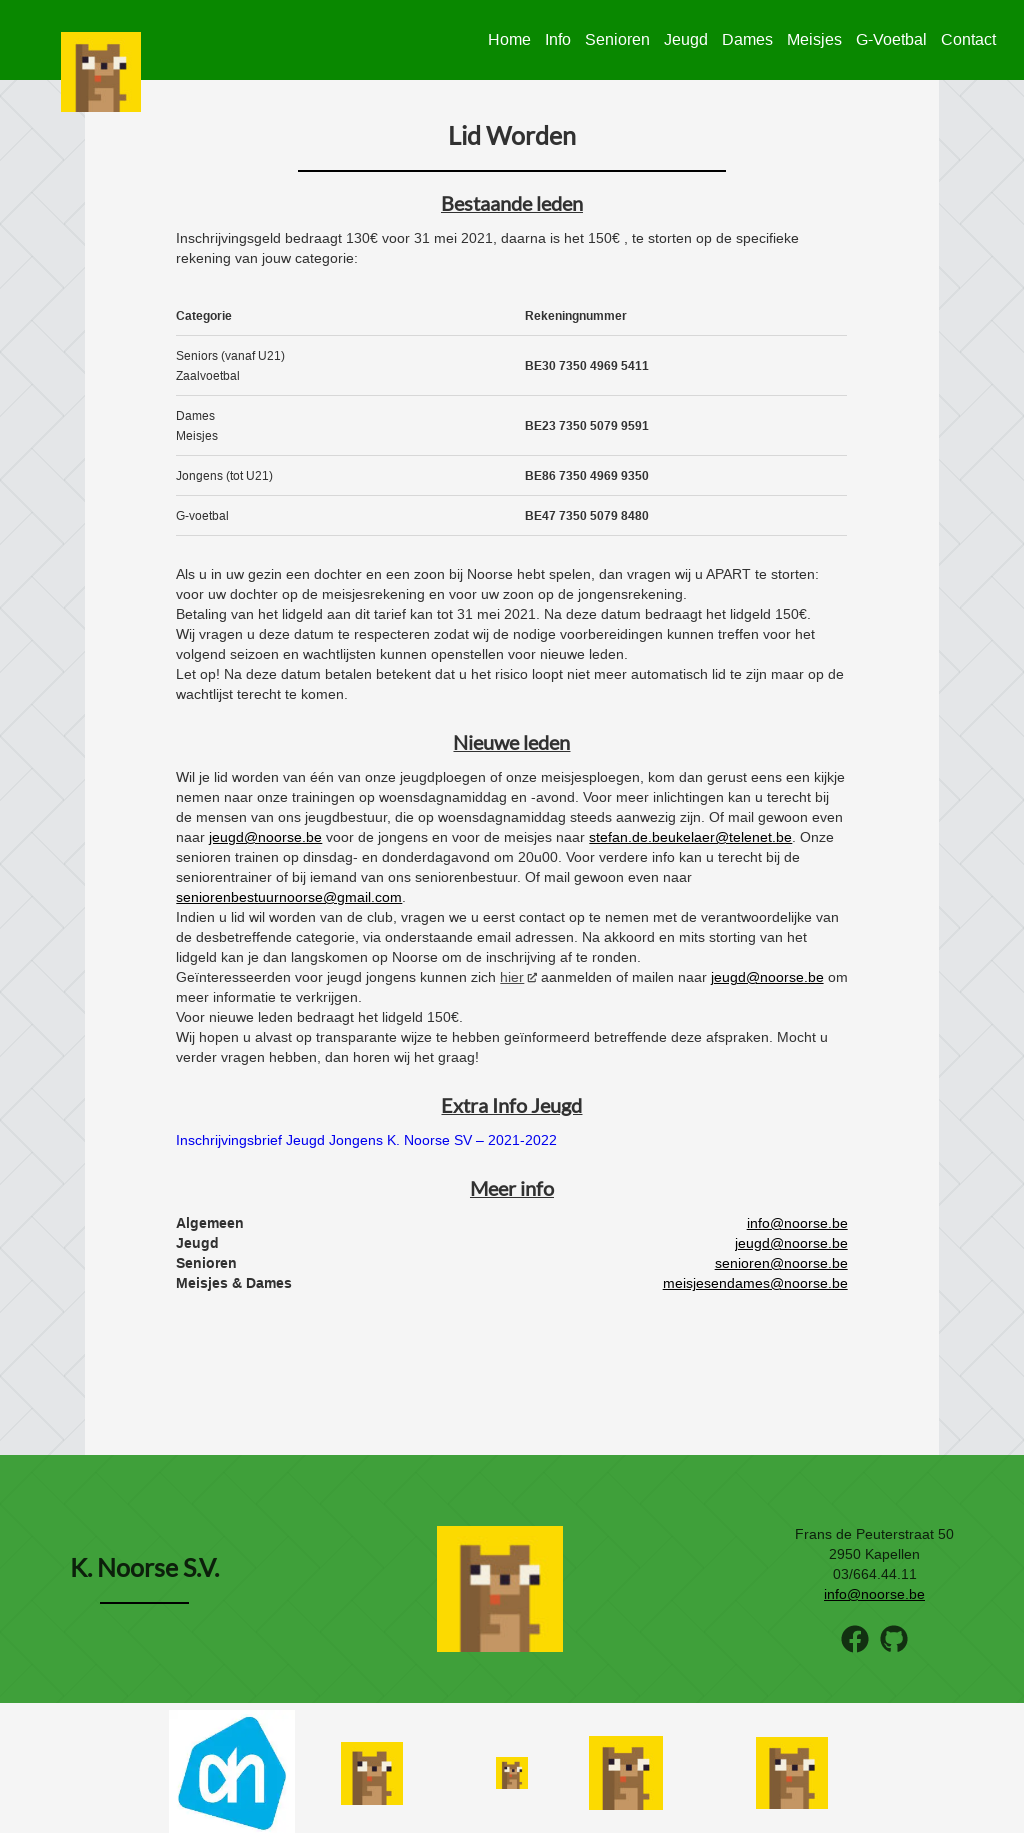 Home Info Senioren Jeugd Dames Meisjes G-Voetbal Contact
Lid Worden
Bestaande leden
Inschrijvingsgeld bedraagt 130€ voor 31 mei 2021, daarna is het 150€ , te storten op de specifieke
rekening van jouw categorie:
Categorie Rekeningnummer
Seniors (vanaf U21)
Zaalvoetbal
BE30 7350 4969 5411
Dames
Meisjes
BE23 7350 5079 9591
Jongens (tot U21) BE86 7350 4969 9350
G-voetbal BE47 7350 5079 8480
Als u in uw gezin een dochter en een zoon bij Noorse hebt spelen, dan vragen wij u APART te storten:
voor uw dochter op de meisjesrekening en voor uw zoon op de jongensrekening.
Betaling van het lidgeld aan dit tarief kan tot 31 mei 2021. Na deze datum bedraagt het lidgeld 150€.
Wij vragen u deze datum te respecteren zodat wij de nodige voorbereidingen kunnen treffen voor het
volgend seizoen en wachtlijsten kunnen openstellen voor nieuwe leden.
Let op! Na deze datum betalen betekent dat u het risico loopt niet meer automatisch lid te zijn maar op de
wachtlijst terecht te komen.
Nieuwe leden
Wil je lid worden van één van onze jeugdploegen of onze meisjesploegen, kom dan gerust eens een kijkje
nemen naar onze trainingen op woensdagnamiddag en -avond. Voor meer inlichtingen kan u terecht bij
de mensen van ons jeugdbestuur, die op woensdagnamiddag steeds aanwezig zijn. Of mail gewoon even
naar jeugd@noorse.be voor de jongens en voor de meisjes naar stefan.de.beukelaer@telenet.be. Onze
senioren trainen op dinsdag- en donderdagavond om 20u00. Voor verdere info kan u terecht bij de
seniorentrainer of bij iemand van ons seniorenbestuur. Of mail gewoon even naar
seniorenbestuurnoorse@gmail.com.
Indien u lid wil worden van de club, vragen we u eerst contact op te nemen met de verantwoordelijke van
de desbetreffende categorie, via onderstaande email adressen. Na akkoord en mits storting van het
lidgeld kan je dan langskomen op Noorse om de inschrijving af te ronden.
Geïnteresseerden voor jeugd jongens kunnen zich hier aanmelden of mailen naar jeugd@noorse.be om
meer informatie te verkrijgen.
Voor nieuwe leden bedraagt het lidgeld 150€.
Wij hopen u alvast op transparante wijze te hebben geïnformeerd betreffende deze afspraken. Mocht u
verder vragen hebben, dan horen wij het graag!
Extra Info Jeugd
Inschrijvingsbrief Jeugd Jongens K. Noorse SV – 2021-2022
Meer info
Algemeen info@noorse.be
Jeugd jeugd@noorse.be
Senioren senioren@noorse.be
Meisjes & Dames meisjesendames@noorse.be
K. Noorse S.V.
Frans de Peuterstraat 50
2950 Kapellen
03/664.44.11
info@noorse.be
ah